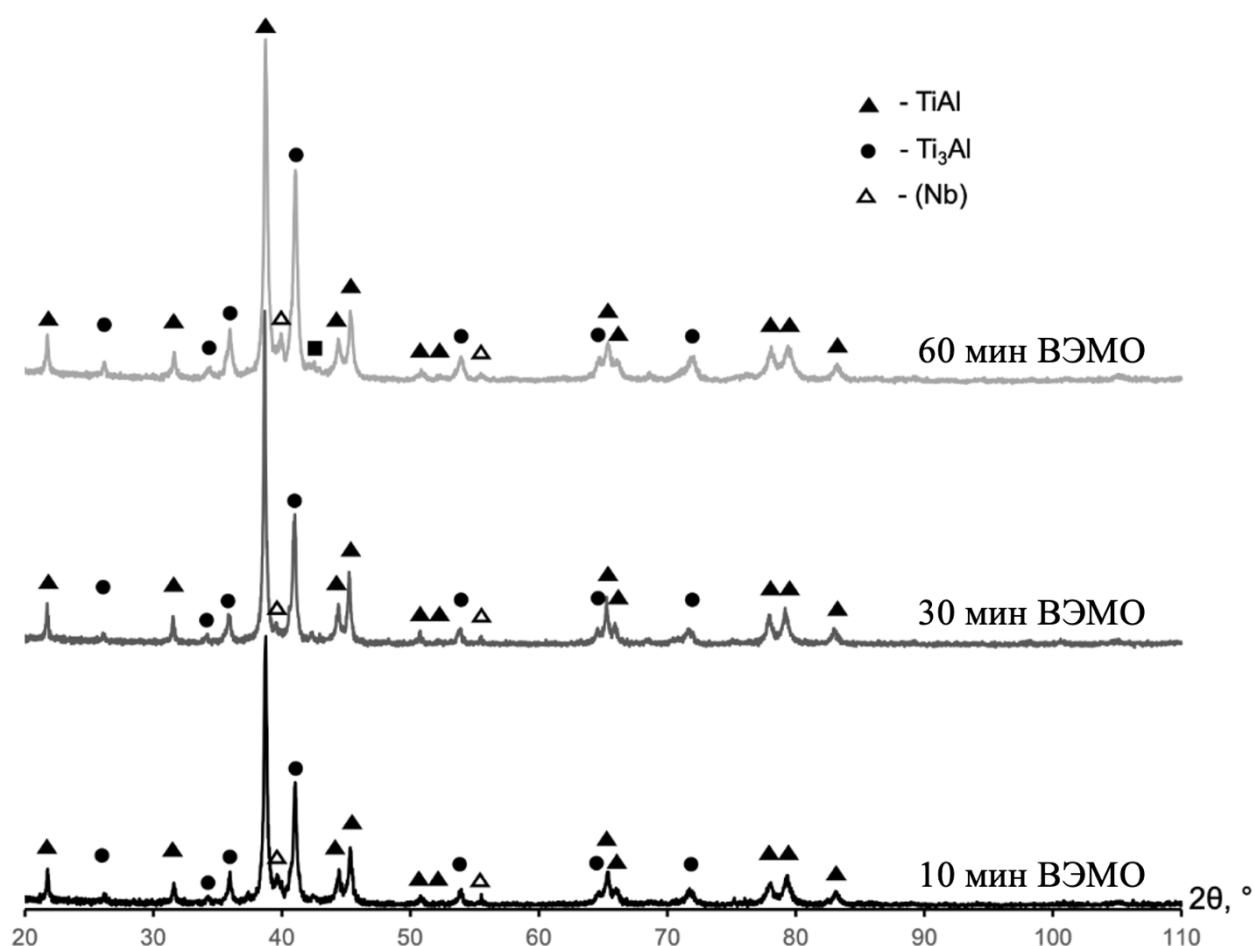 - TiAl
- Ti₃Al
- (Nb)
60 мин ВЭМО
30 мин ВЭМО
10 мин ВЭМО
2θ, °
20 30 40 50 60 70 80 90 100 110